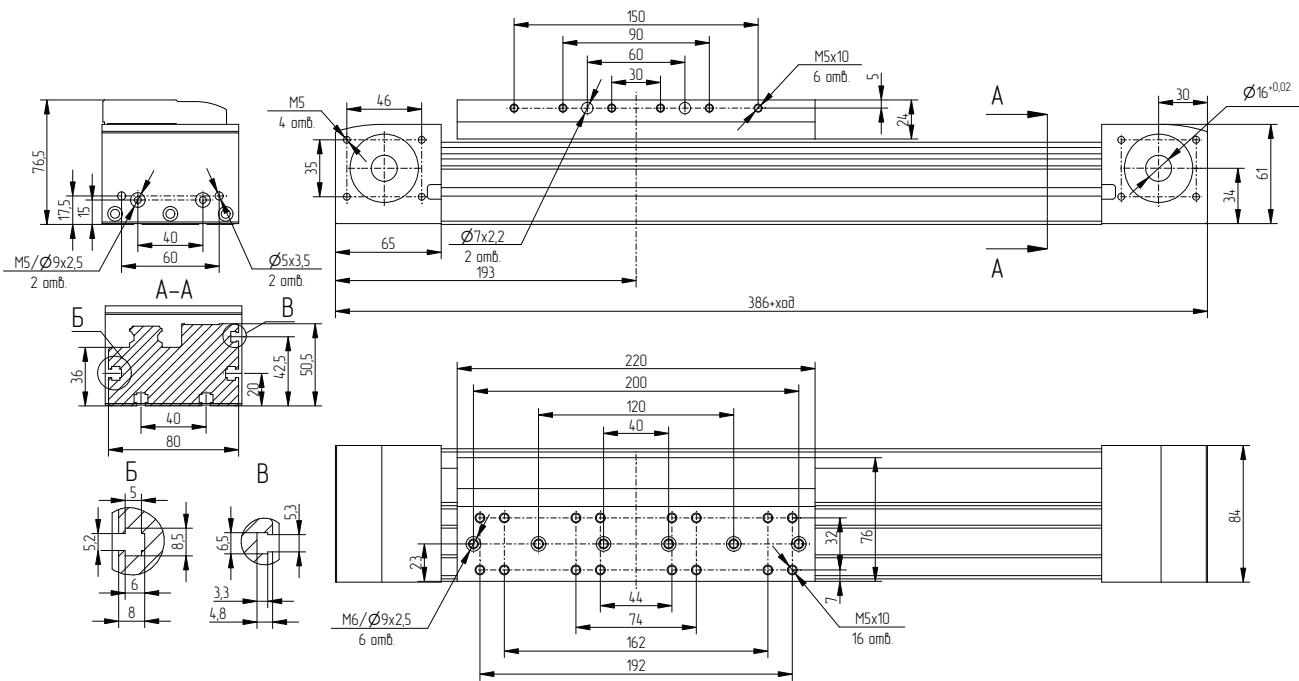 150
90
60
30
M5x10
6 отв.
5
24
46
M5
4 отв.
35
76,5
17,5
15
40
60
M5/Ø9x2,5
2 отв.
Ø5x3,5
2 отв.
65
193
Ø7x2,2
2 отв.
386+ход
А
А
30
Ø16+0,02
61
34
А-А
Б
В
36
20
42,5
50,5
40
80
Б
5
5,2
8,5
6
8
В
5,3
6,5
3,3
4,8
220
200
120
40
23
32
76
7
84
44
74
162
192
M6/Ø9x2,5
6 отв.
M5x10
16 отв.